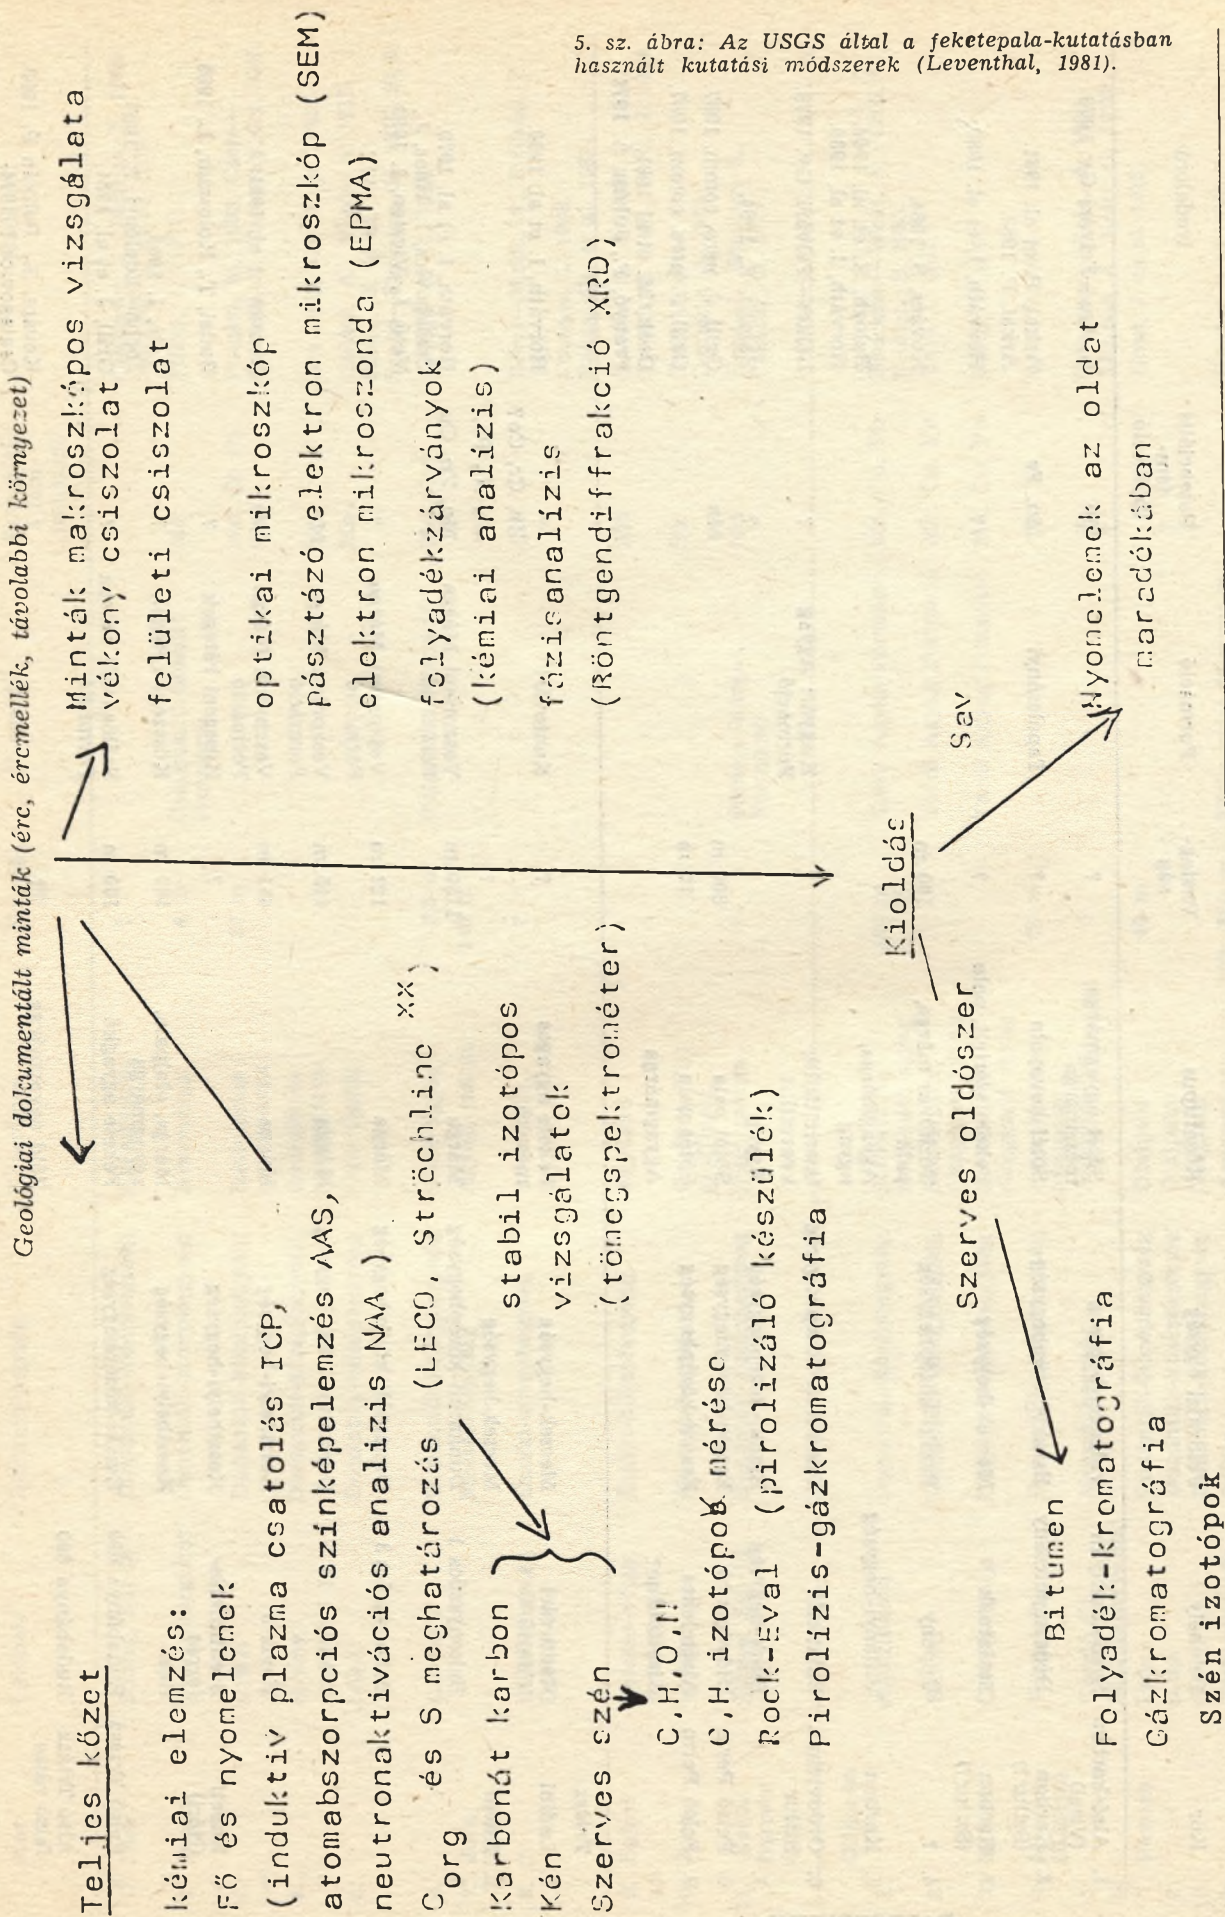 5. sz. ábra: Az USGS által a feketepala-kutatásban
használt kutatási módszerek (Leventhal, 1981).
Geológiai dokumentált minták (érc, ércmellék, távolabbi környezet)
Teljes kőzet
kémiai elemzés:
Fő és nyomelemek
(induktiv plazma csatolás ICP,
atomabszorpciós szinképelemzés AAS,
neutronaktivációs analizis NAA )
Corg és S meghatározás (LECO, Ströchline xx)
Karbonát karbon
Kén
Szerves szén
stabil izotópos
vizsgálatok
(tömegspektrométer)
C,H,O,N
C,H izotópok mérése
Rock-Eval (pirolizáló készülék)
Pirolízis-gázkromatográfia
Minták makroszkópos vizsgálata
vékony csiszolat
felületi csiszolat
optikai mikroszkóp
pásztázó elektron mikroszkóp (SEM)
elektron mikroszonda (EPMA)
folyadékzárványok
(kémiai analízis)
fázisanalízis
(Röntgendiffrakció XRD)
Kioldás
Szerves oldószer
Sav
Bitumen
Folyadék-kromatográfia
Gázkromatográfia
Szén izotópok
Nyomelemek az oldat
maradékában